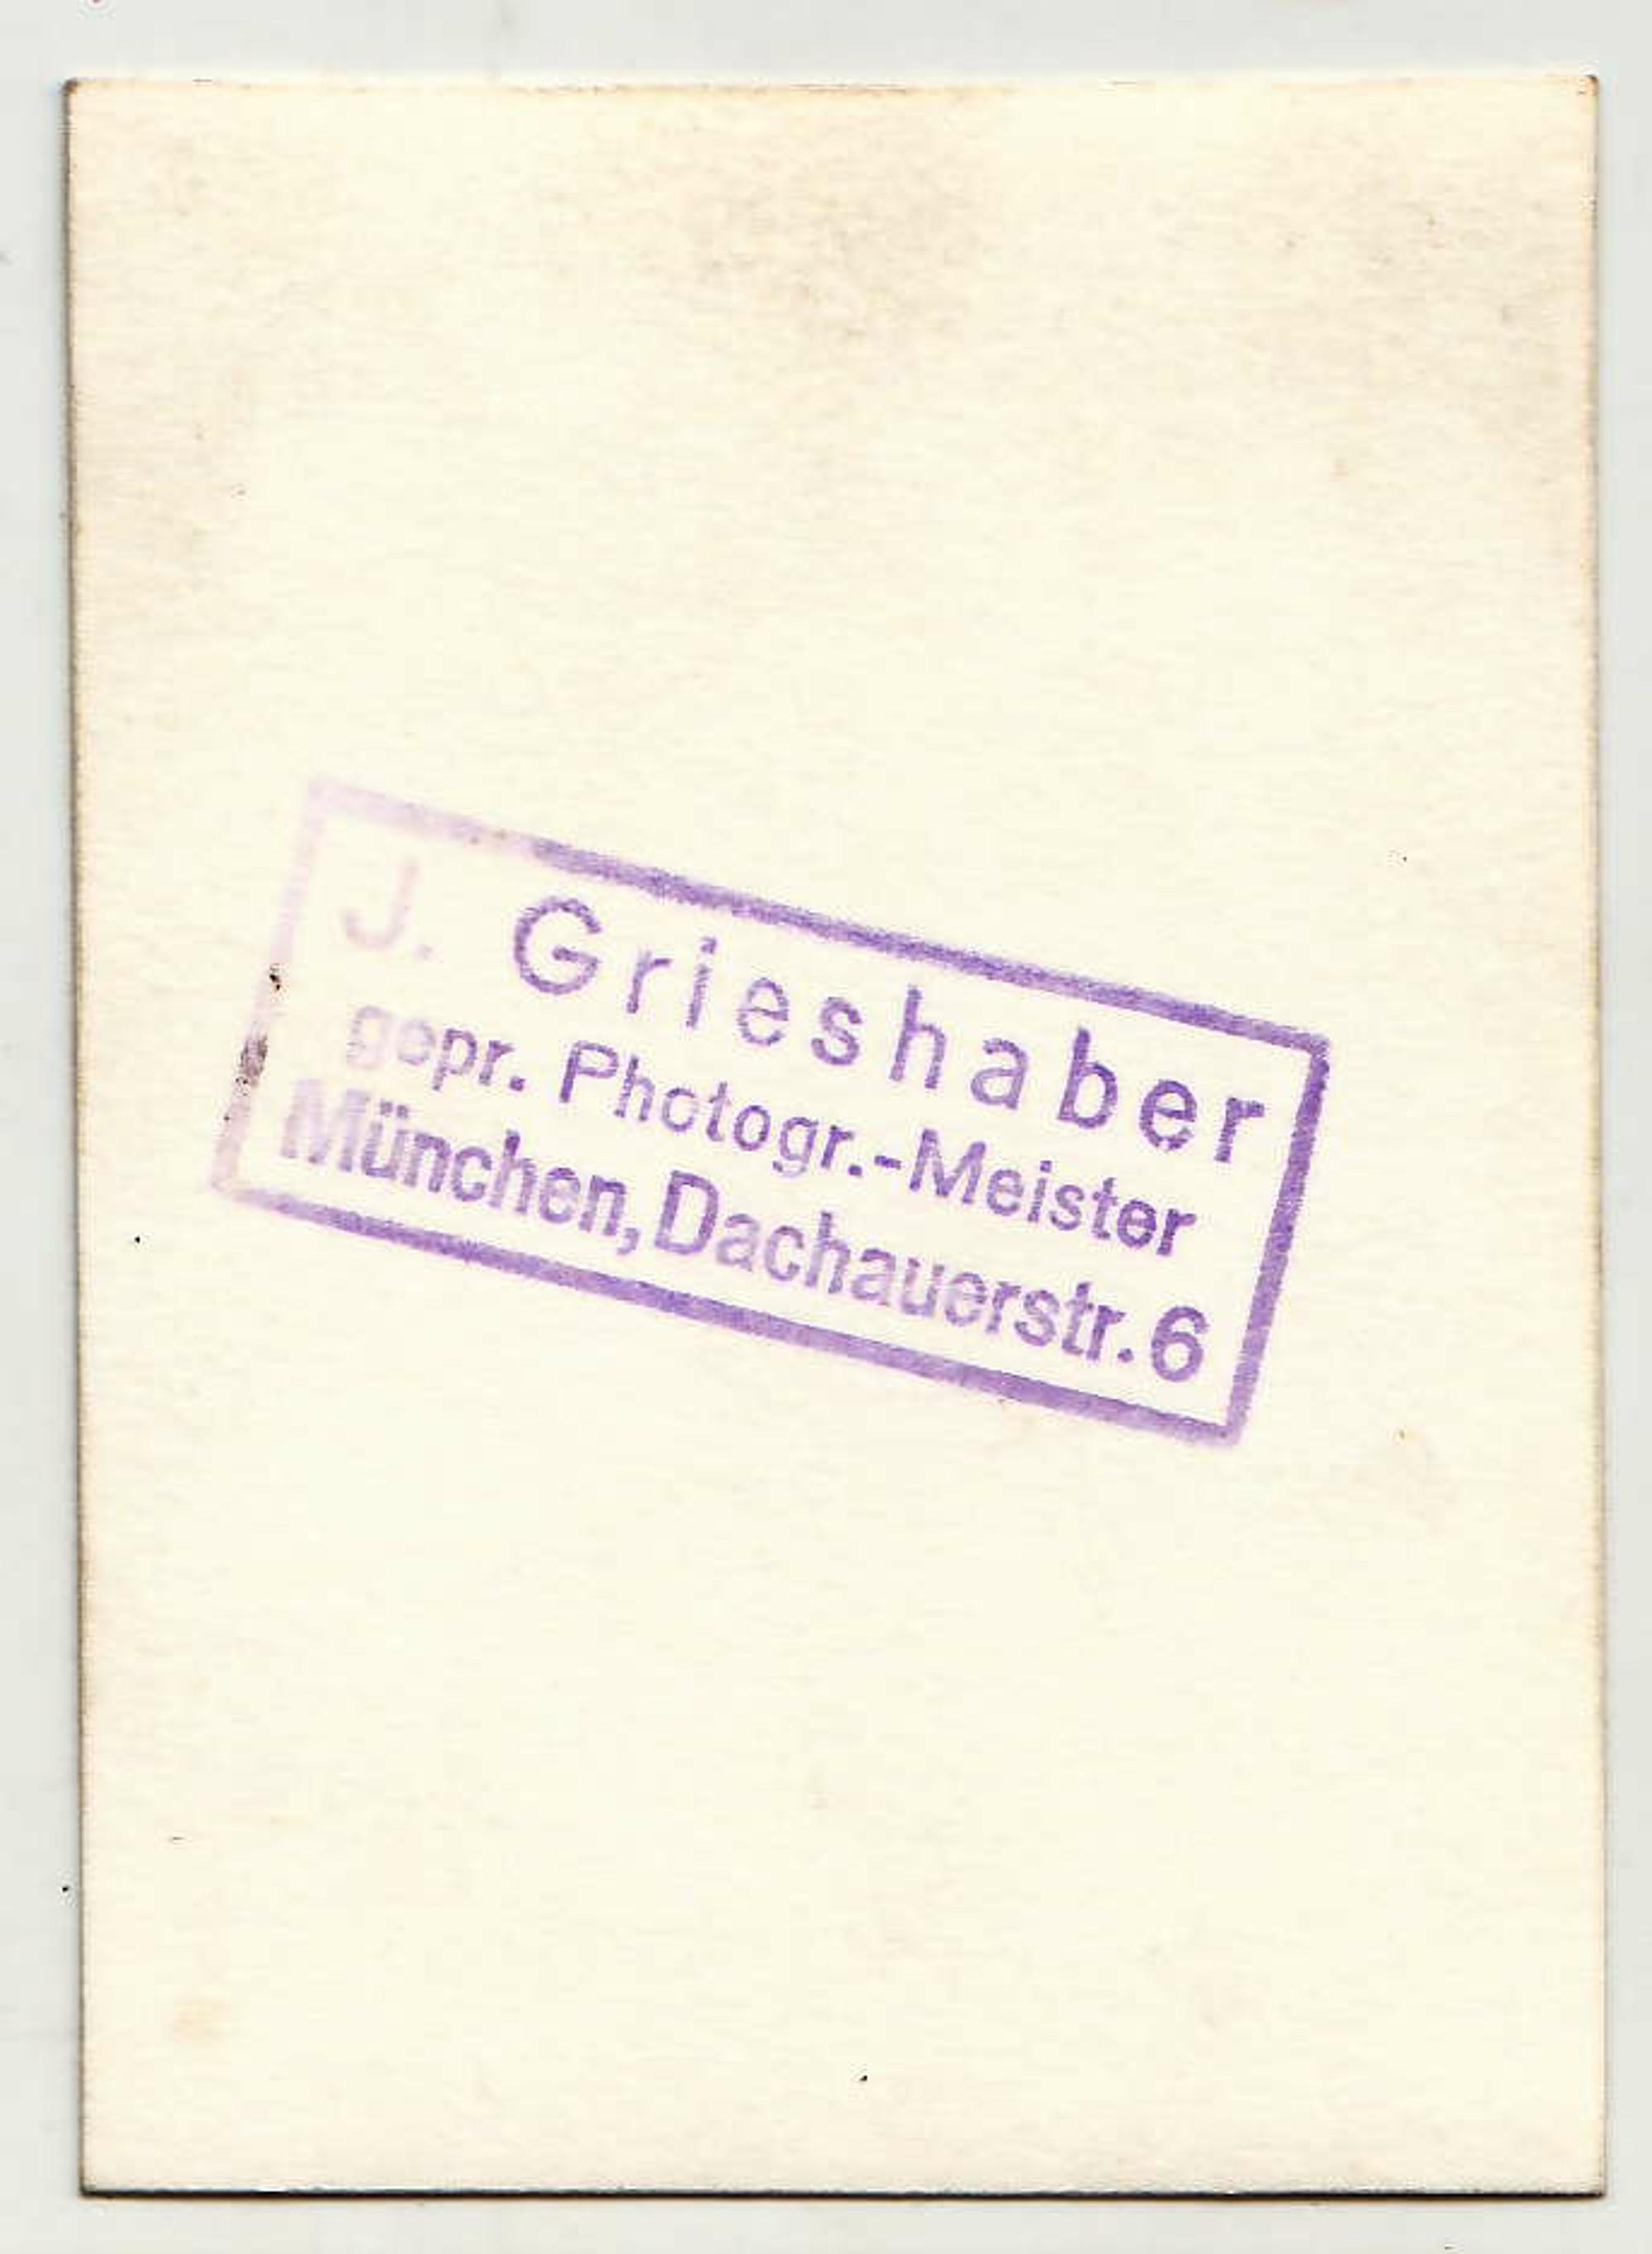 J. Grieshaber
gepr. Photogr.-Meister
München, Dachauerstr. 6